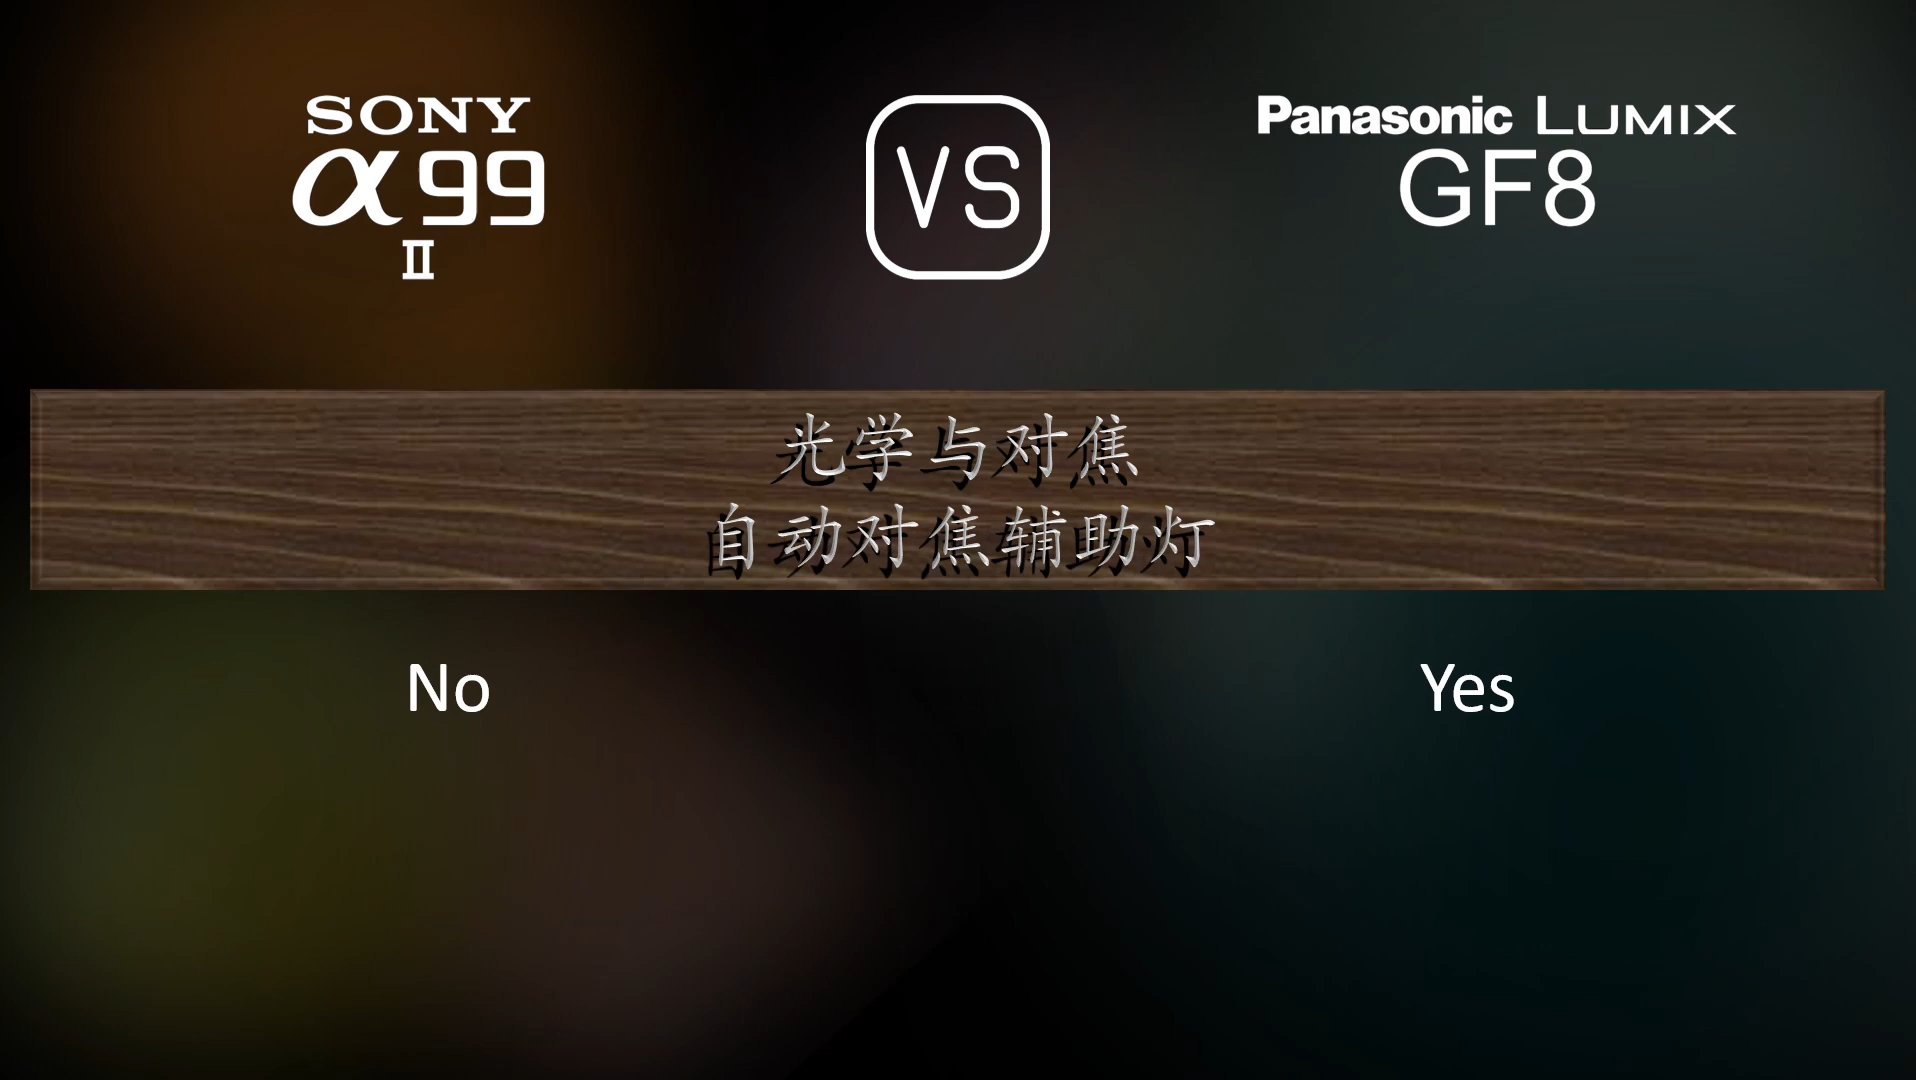 SONY
α99
II
VS
Panasonic LUMIX
GF8
光学与对焦
自动对焦辅助灯
No
Yes